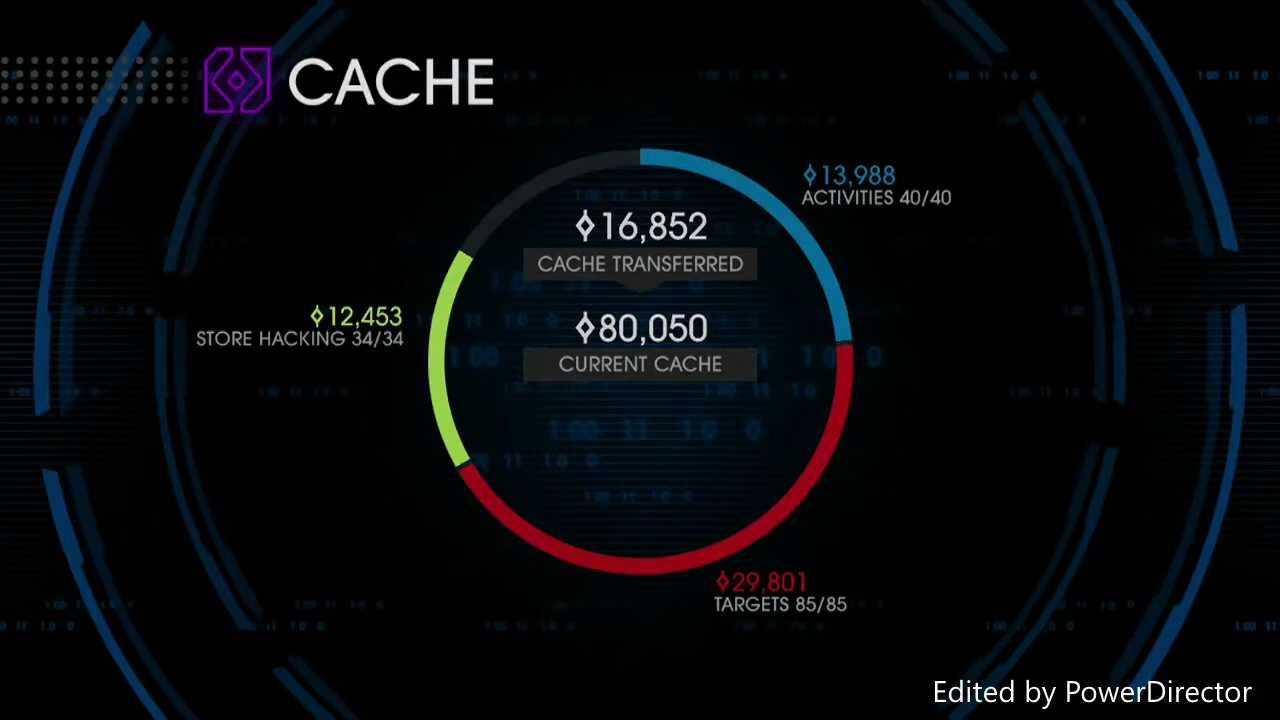 CACHE
13,988
ACTIVITIES 40/40
16,852
CACHE TRANSFERRED
12,453
STORE HACKING 34/34
80,050
CURRENT CACHE
29,801
TARGETS 85/85
Edited by PowerDirector